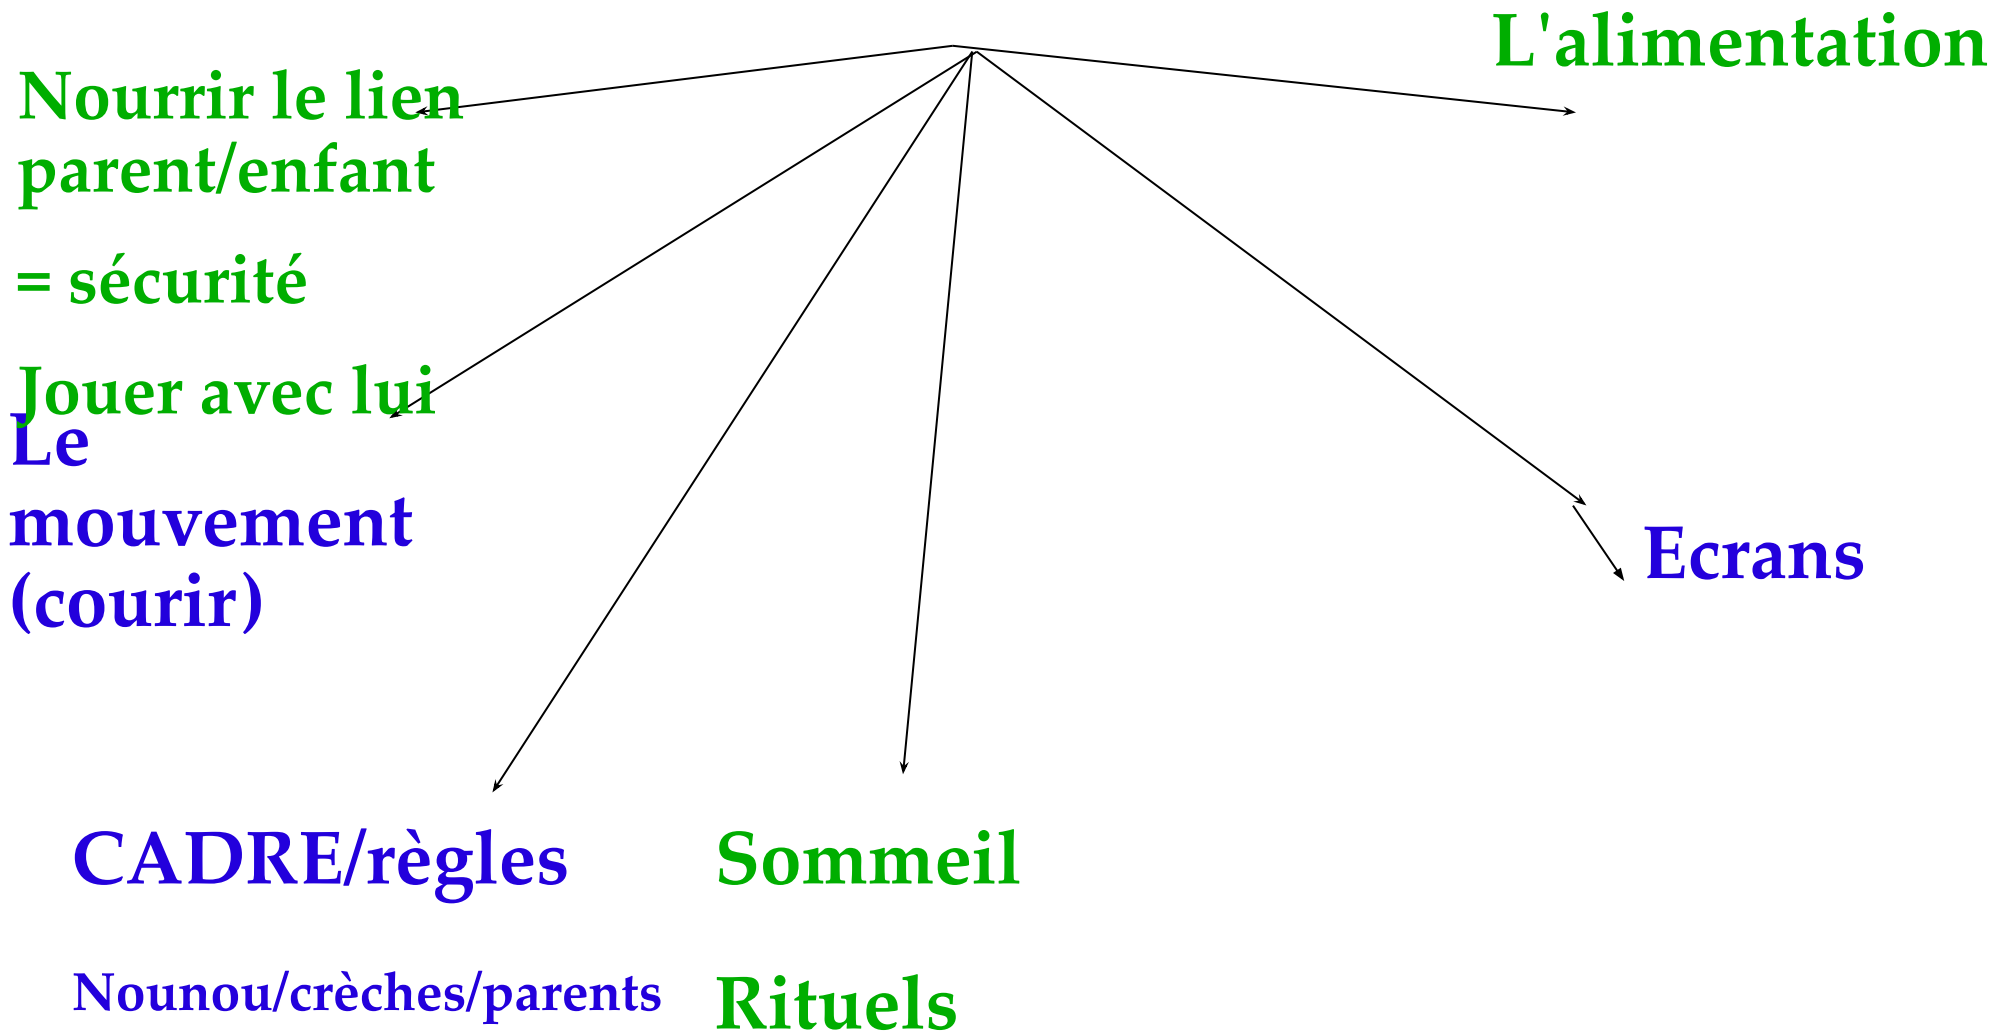 L'alimentation
Nourrir le lien
parent/enfant
= sécurité
Jouer avec lui
Le
mouvement
(courir)
Ecrans
CADRE/règles
Nounou/crèches/parents
Sommeil
Rituels